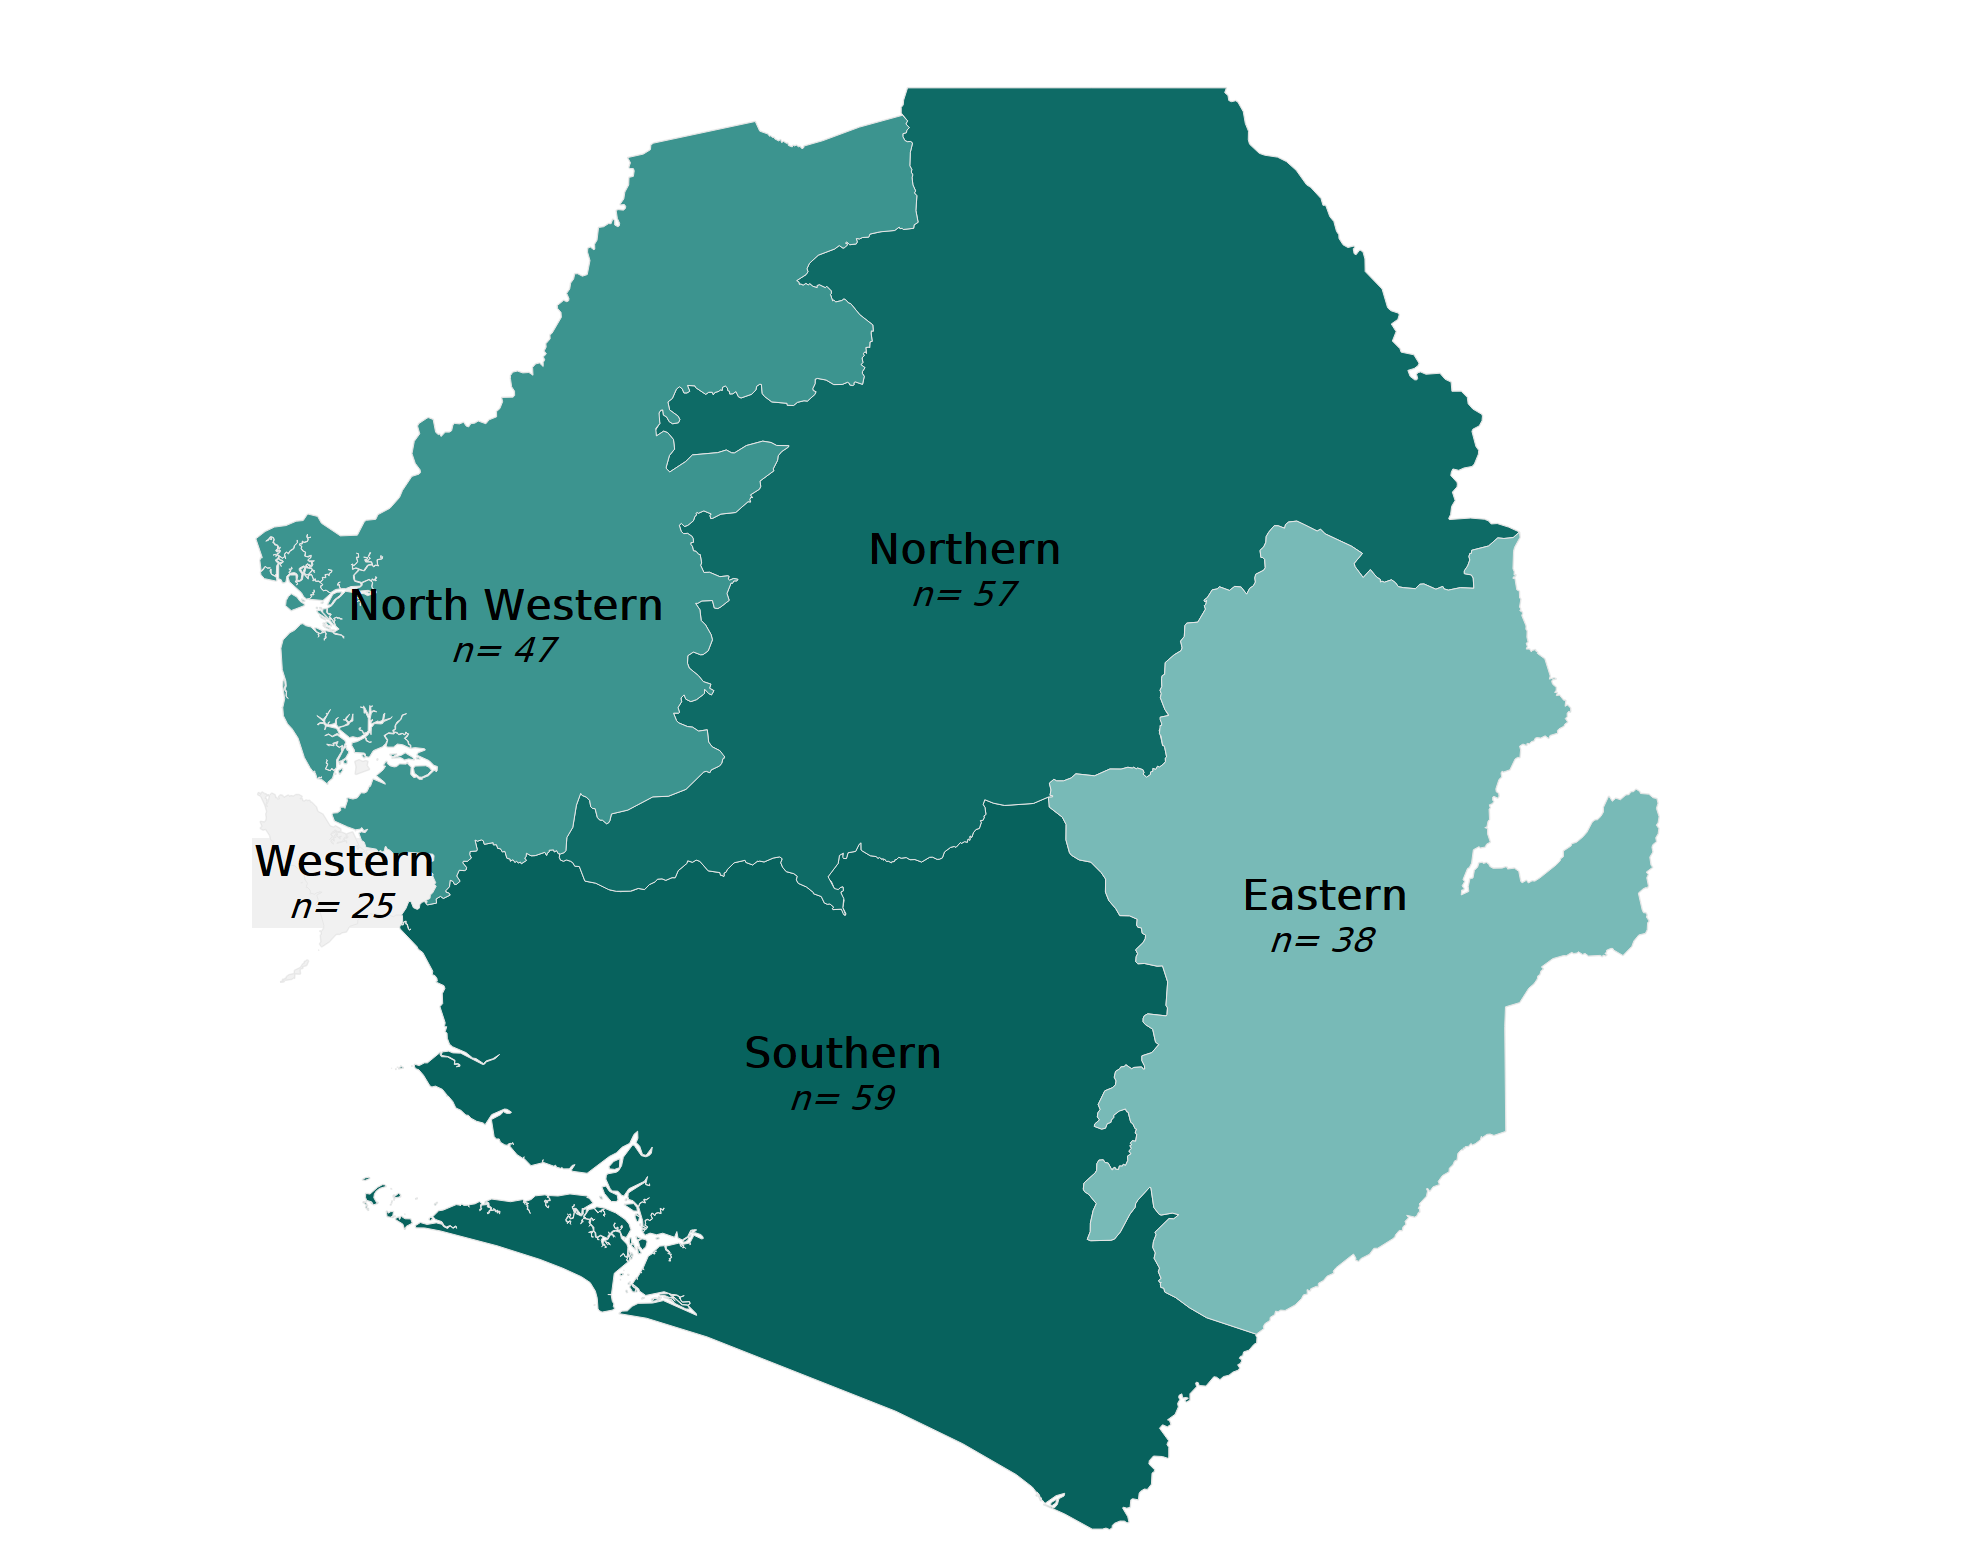 Northern
n= 57
North Western
n= 47
Western
n= 25
Eastern
n= 38
Southern
n= 59